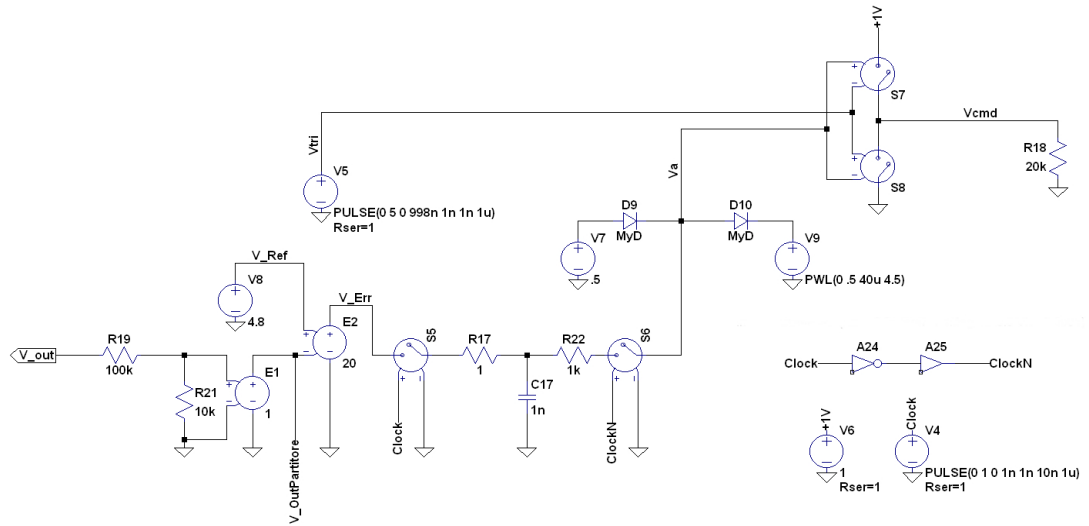 +1V
S7
Vcmd
R18
20k
S8
Vtri
V5
PULSE(0 5 0 998n 1n 1n 1u)
Rser=1
Va
D9
MyD
D10
MyD
V7
.5
V9
PWL(0 .5 40u 4.5)
V_Ref
V8
4.8
V_Err
E2
20
S5
R17
1
R22
1k
S6
C17
1n
V_out
R19
100k
R21
10k
E1
1
V_OutPartitore
Clock
ClockN
Clock
A24
A25
ClockN
+1V
V6
1
Rser=1
Clock
V4
PULSE(0 1 0 1n 1n 10n 1u)
Rser=1